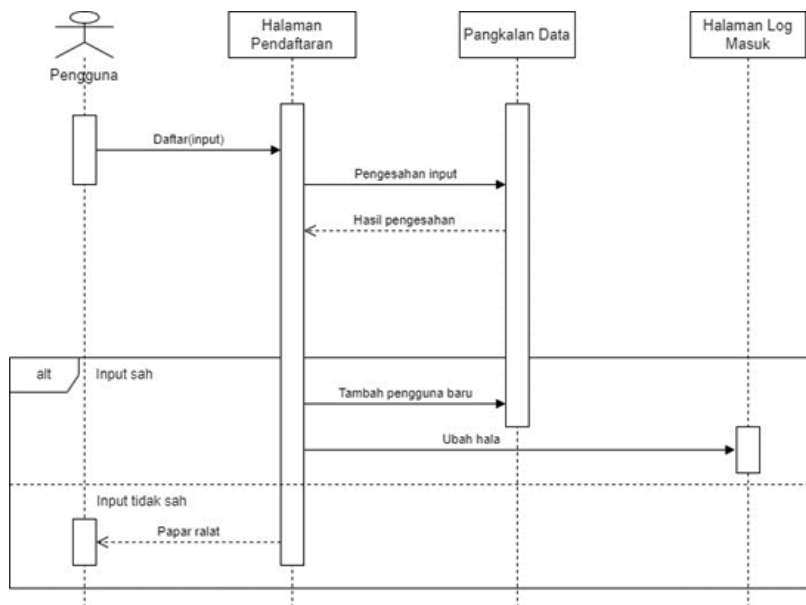 Halaman
Pendaftaran
Pangkalan Data
Halaman Log
Masuk
Pengguna
Daftar(input)
Pengesahan input
Hasil pengesahan
alt
Input sah
Tambah pengguna baru
Ubah hala
Input tidak sah
Papar ralat